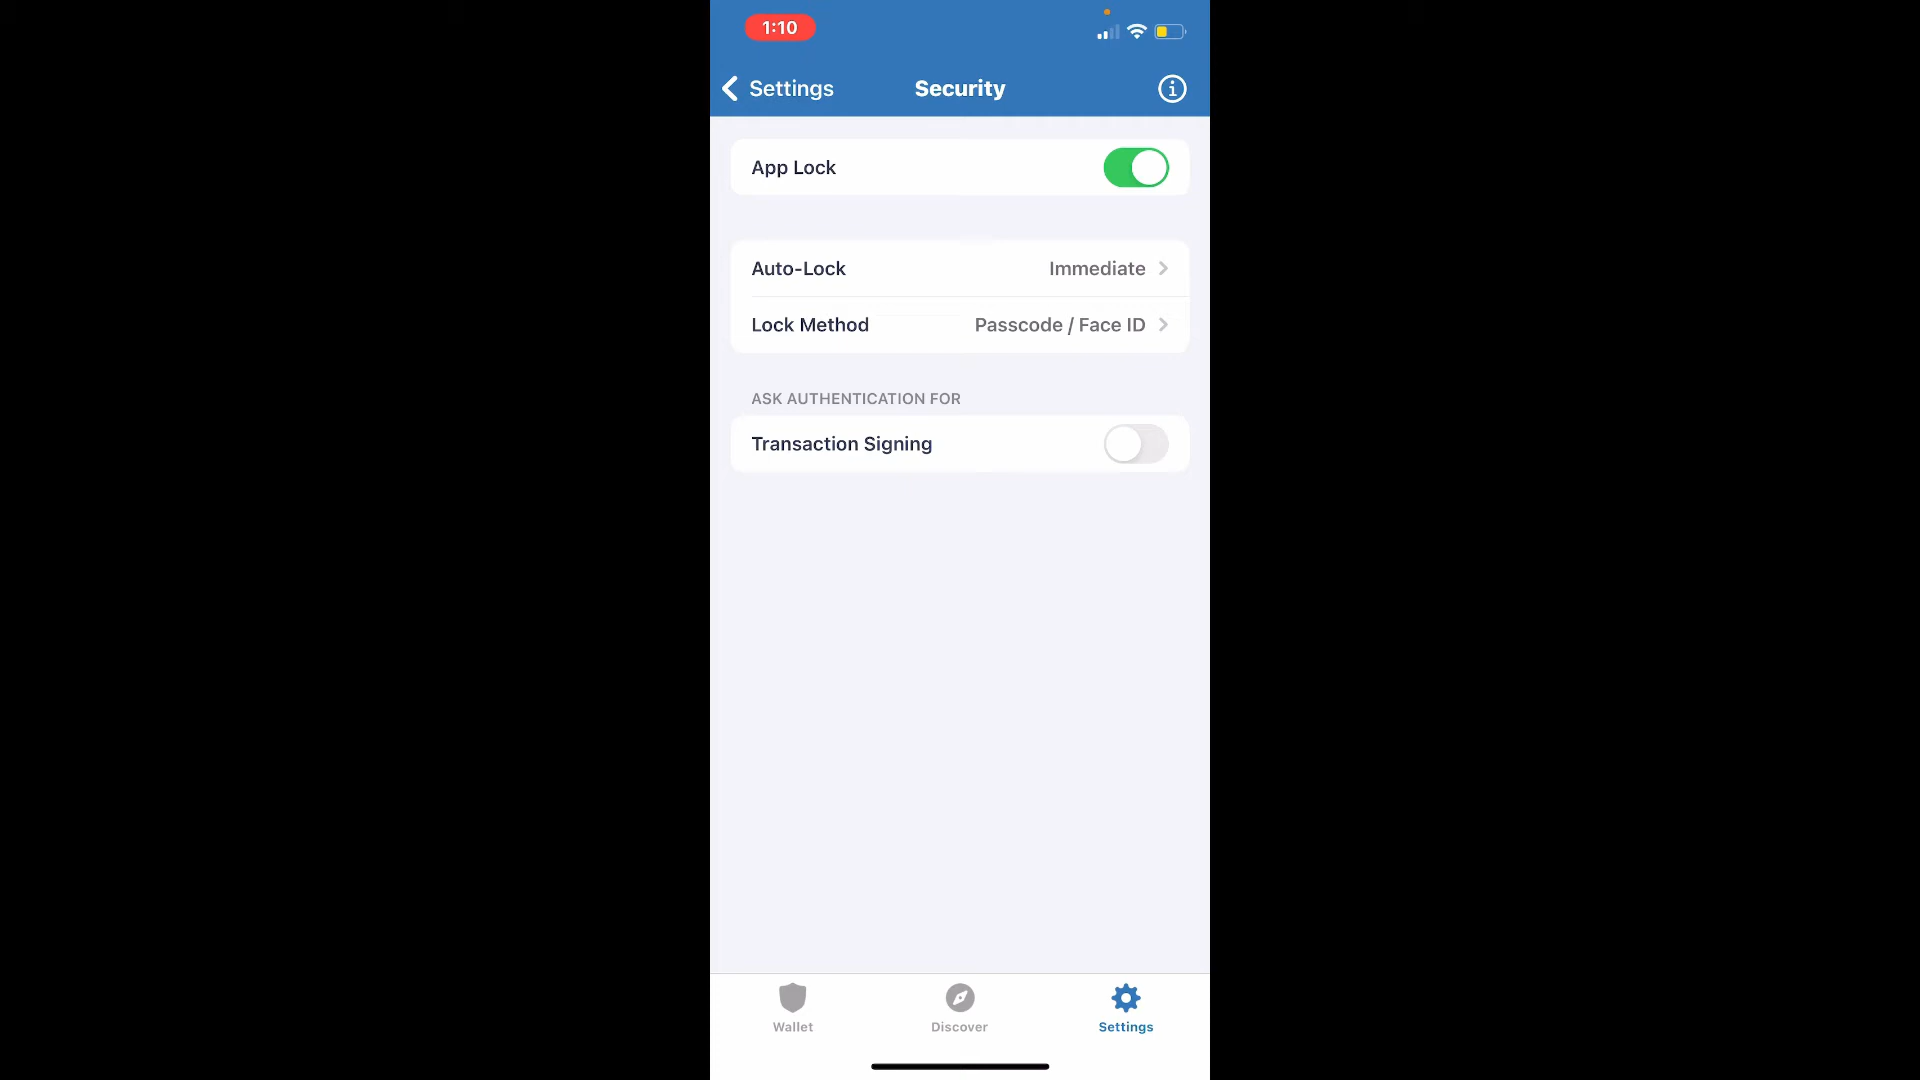 1:10
Settings
Security
App Lock
Auto-Lock
Immediate
Lock Method
Passcode / Face ID
ASK AUTHENTICATION FOR
Transaction Signing
Wallet
Discover
Settings